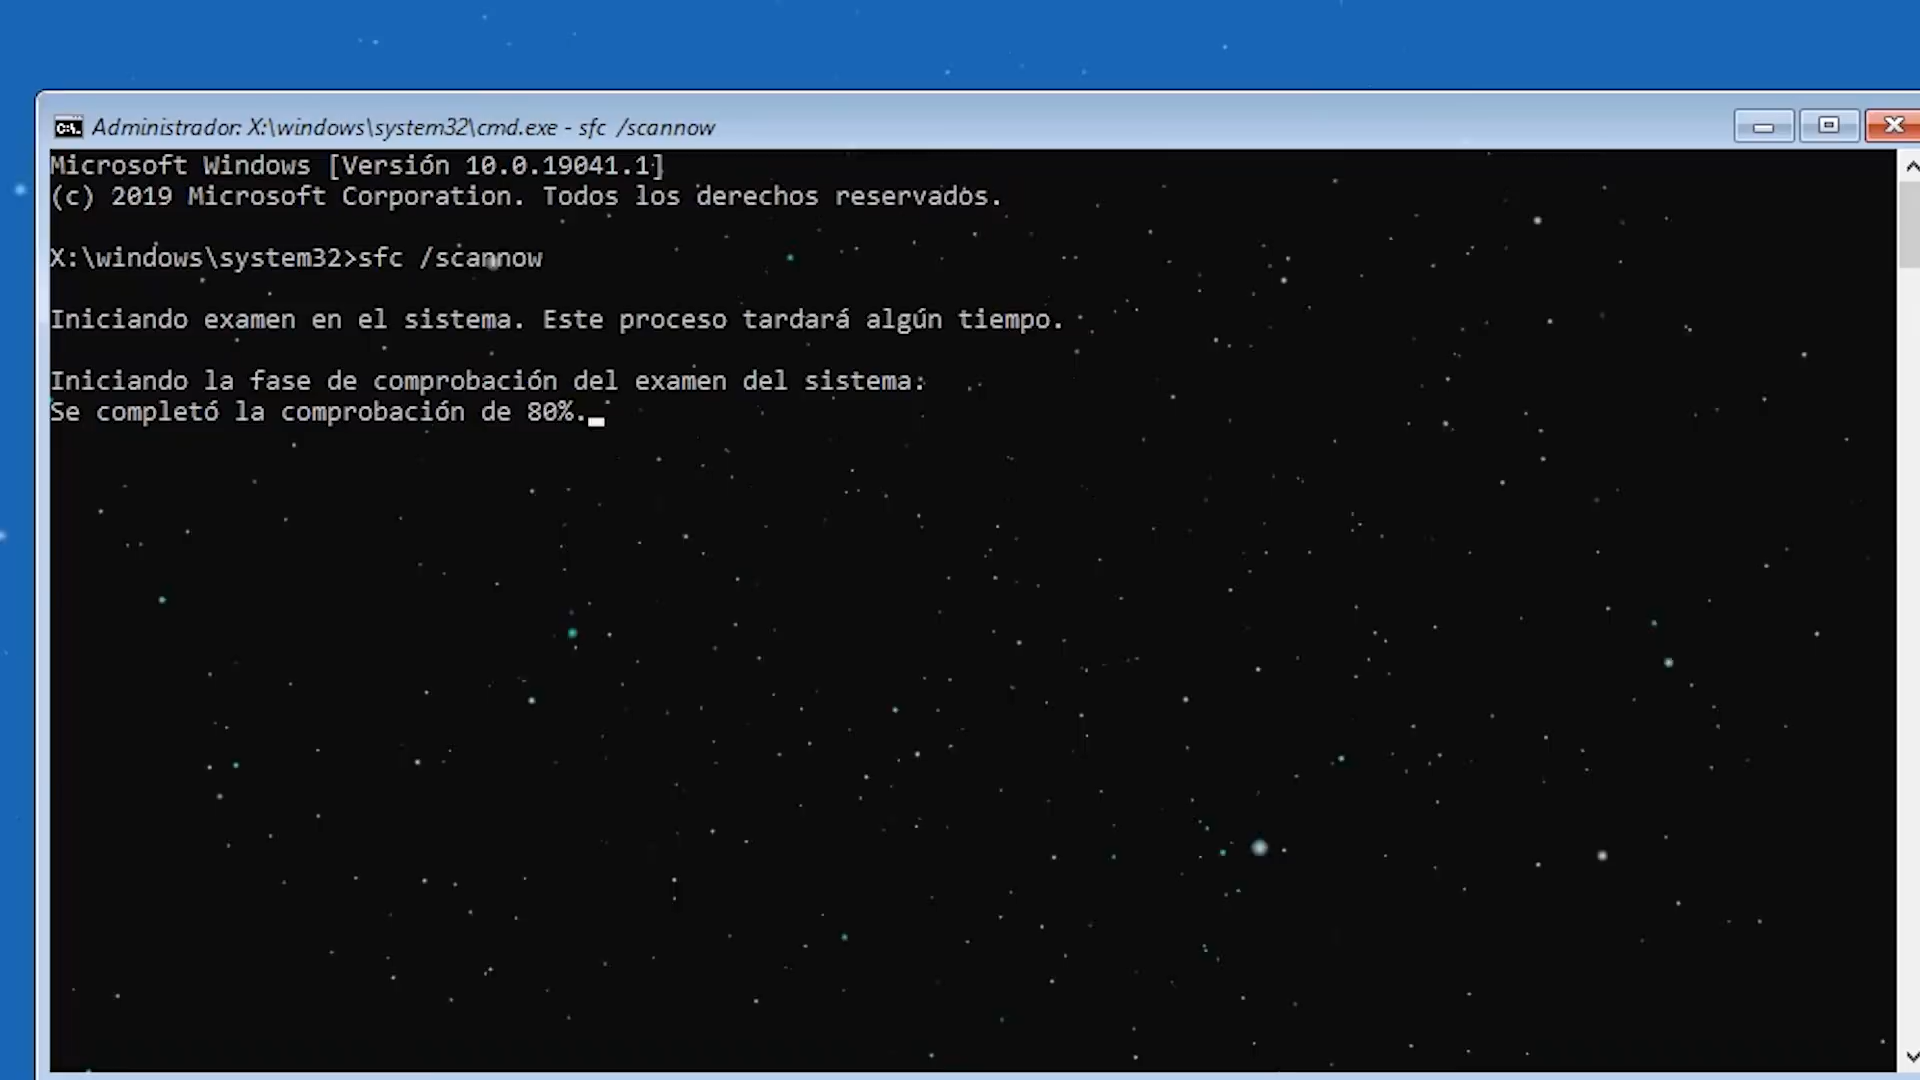 Administrador: X:\windows\system32\cmd.exe - sfc /scannow
Microsoft Windows [Versión 10.0.19041.1]
(c) 2019 Microsoft Corporation. Todos los derechos reservados.
X:\windows\system32>sfc /scannow
Iniciando examen en el sistema. Este proceso tardará algún tiempo.
Iniciando la fase de comprobación del examen del sistema:
Se completó la comprobación de 80%.